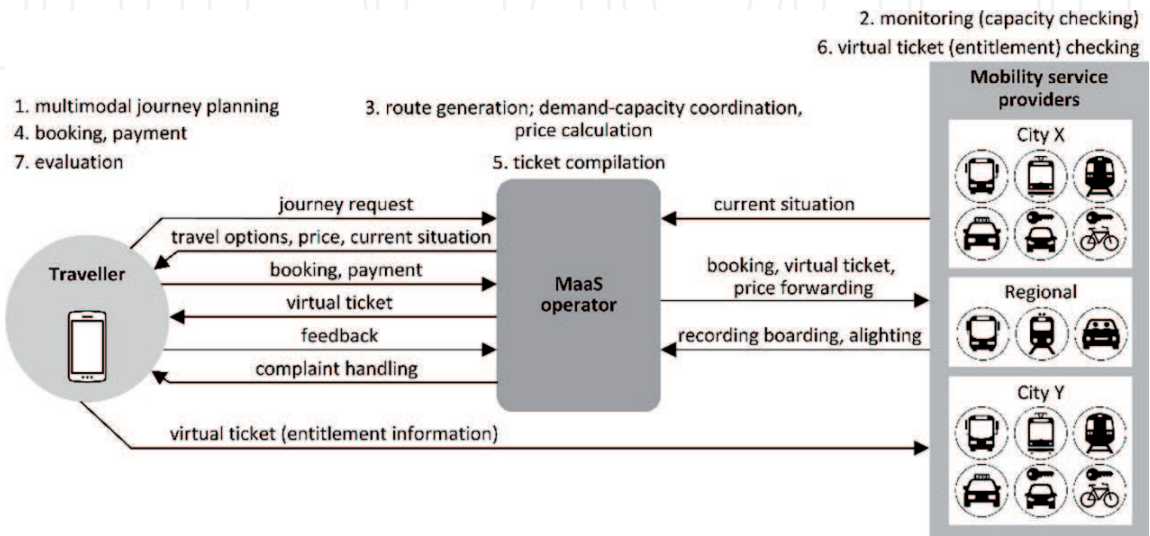 2. monitoring (capacity checking)
6. virtual ticket (entitlement) checking
Mobility service
providers
1. multimodal journey planning
4. booking, payment
7. evaluation
3. route generation; demand-capacity coordination,
price calculation
5. ticket compilation
Traveller
journey request
travel options, price, current situation
booking, payment
virtual ticket
feedback
complaint handling
virtual ticket (entitlement information)
MaaS
operator
current situation
booking, virtual ticket,
price forwarding
recording boarding, alighting
City X
TAXI
Regional
City Y
TAXI